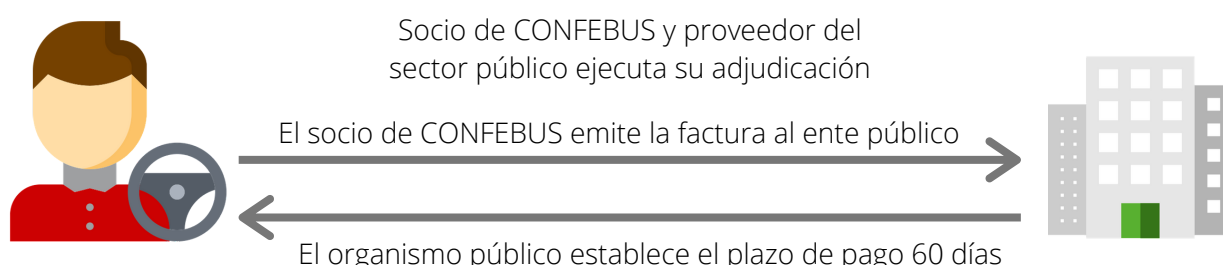 Socio de CONFEBUS y proveedor del
sector público ejecuta su adjudicación
El socio de CONFEBUS emite la factura al ente público
El organismo público establece el plazo de pago 60 días